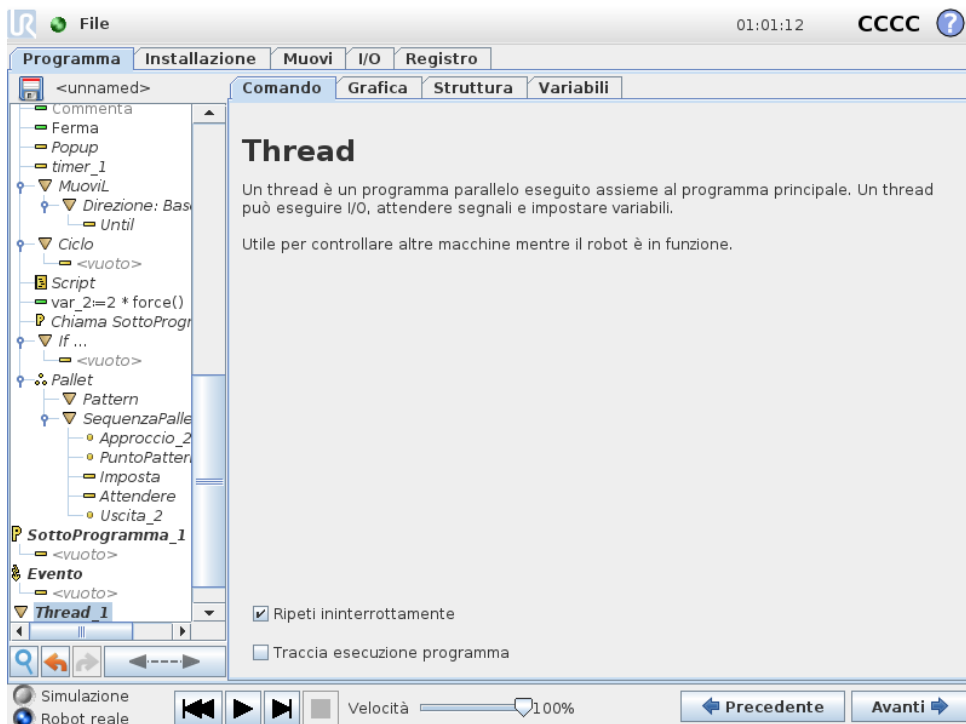 UR File 01:01:12 CCCC ?
Programma Installazione Muovi I/O Registro
<unnamed>
Comando Grafica Struttura Variabili
Commenta
Ferma
Popup
timer_1
MuoviL
Direzione: Bas
Until
Ciclo
<vuoto>
Script
var_2:=2 * force()
Chiama SottoProgr
If ...
<vuoto>
Pallet
Pattern
SequenzaPalle
Approccio_2
PuntoPatter
Imposta
Attendere
Uscita_2
SottoProgramma_1
<vuoto>
Evento
<vuoto>
Thread_1
Thread
Un thread è un programma parallelo eseguito assieme al programma principale. Un thread
può eseguire I/O, attendere segnali e impostare variabili.
Utile per controllare altre macchine mentre il robot è in funzione.
Ripeti ininterrottamente
Traccia esecuzione programma
Simulazione
Robot reale
Velocità 100%
Precedente Avanti